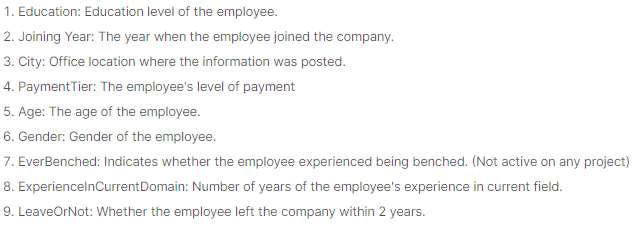 1. Education: Education level of the employee.
2. Joining Year: The year when the employee joined the company.
3. City: Office location where the information was posted.
4. PaymentTier: The employee's level of payment
5. Age: The age of the employee.
6. Gender: Gender of the employee.
7. EverBenched: Indicates whether the employee experienced being benched. (Not active on any project)
8. ExperienceInCurrentDomain: Number of years of the employee's experience in current field.
9. LeaveOrNot: Whether the employee left the company within 2 years.